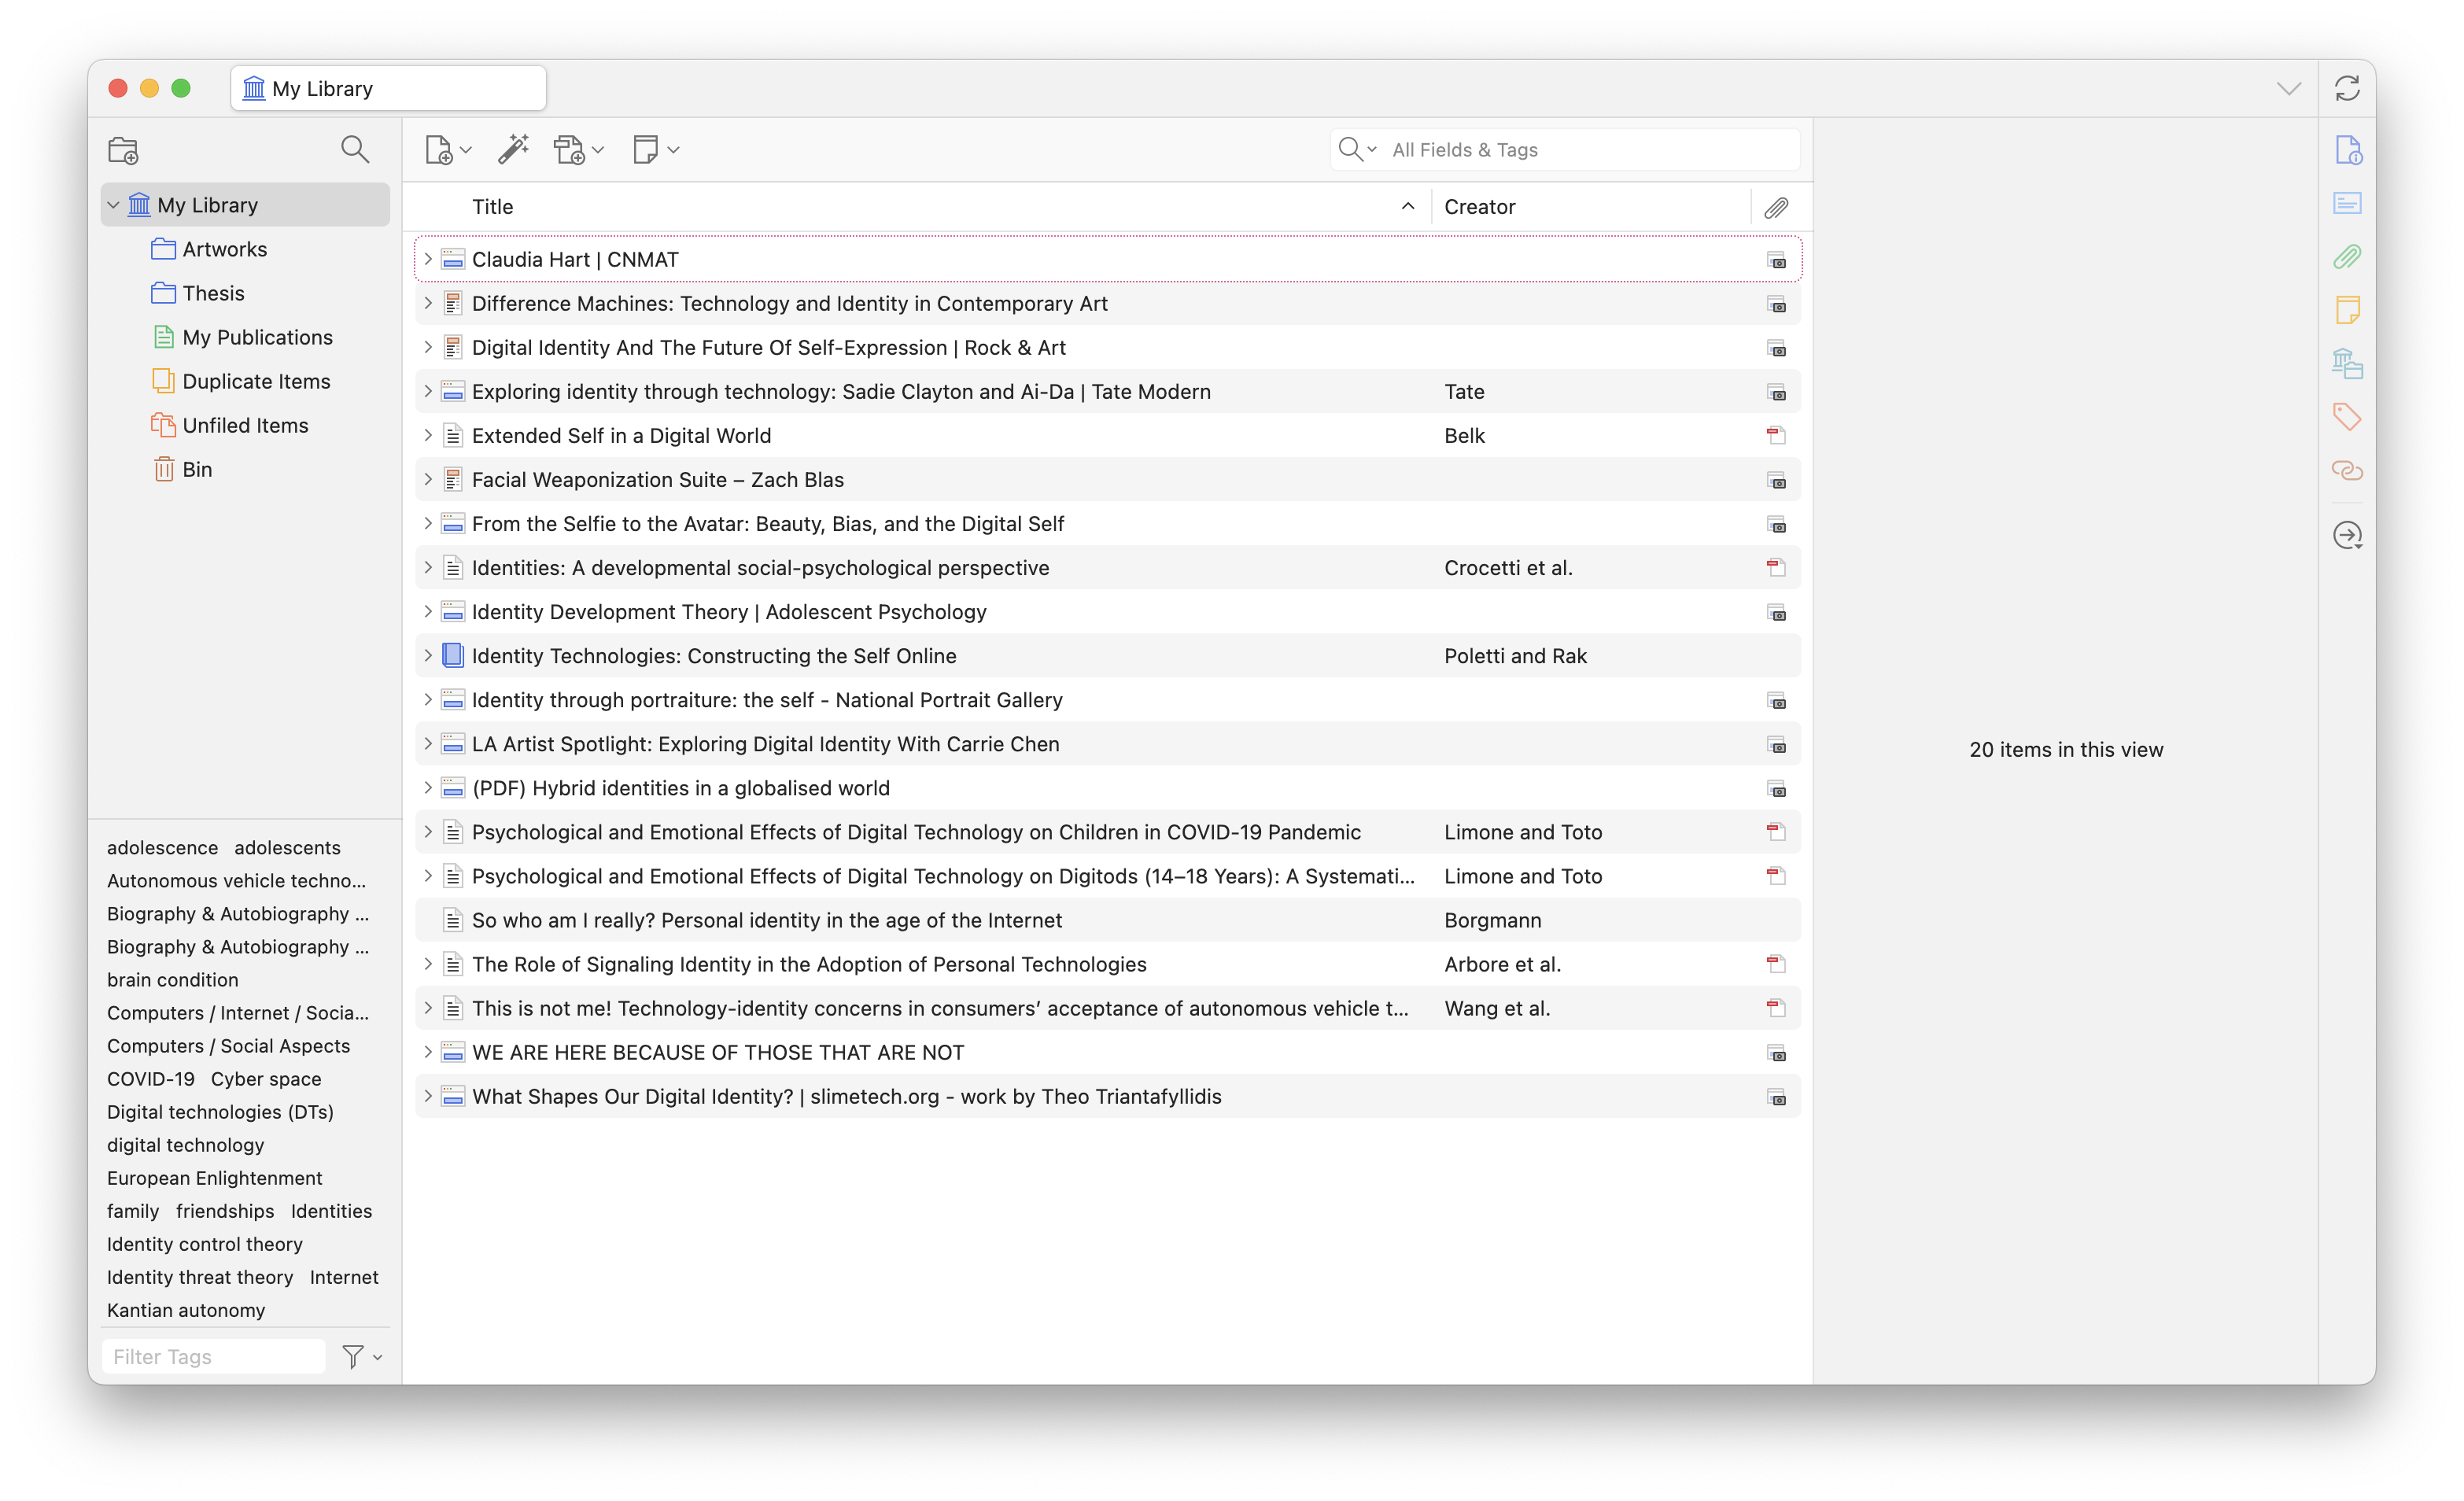 My Library
All Fields & Tags
My Library
Artworks
Thesis
My Publications
Duplicate Items
Unfiled Items
Bin
adolescence adolescents
Autonomous vehicle techno...
Biography & Autobiography ...
Biography & Autobiography ...
brain condition
Computers / Internet / Socia...
Computers / Social Aspects
COVID-19 Cyber space
Digital technologies (DTs)
digital technology
European Enlightenment
family friendships Identities
Identity control theory
Identity threat theory Internet
Kantian autonomy
Filter Tags
Title Creator
Claudia Hart | CNMAT
Difference Machines: Technology and Identity in Contemporary Art
Digital Identity And The Future Of Self-Expression | Rock & Art
Exploring identity through technology: Sadie Clayton and Ai-Da | Tate Modern Tate
Extended Self in a Digital World Belk
Facial Weaponization Suite – Zach Blas
From the Selfie to the Avatar: Beauty, Bias, and the Digital Self
Identities: A developmental social-psychological perspective Crocetti et al.
Identity Development Theory | Adolescent Psychology
Identity Technologies: Constructing the Self Online Poletti and Rak
Identity through portraiture: the self - National Portrait Gallery
LA Artist Spotlight: Exploring Digital Identity With Carrie Chen
(PDF) Hybrid identities in a globalised world
Psychological and Emotional Effects of Digital Technology on Children in COVID-19 Pandemic Limone and Toto
Psychological and Emotional Effects of Digital Technology on Digitods (14–18 Years): A Systemati... Limone and Toto
So who am I really? Personal identity in the age of the Internet Borgmann
The Role of Signaling Identity in the Adoption of Personal Technologies Arbore et al.
This is not me! Technology-identity concerns in consumers’ acceptance of autonomous vehicle t... Wang et al.
WE ARE HERE BECAUSE OF THOSE THAT ARE NOT
What Shapes Our Digital Identity? | slimetech.org - work by Theo Triantafyllidis
20 items in this view